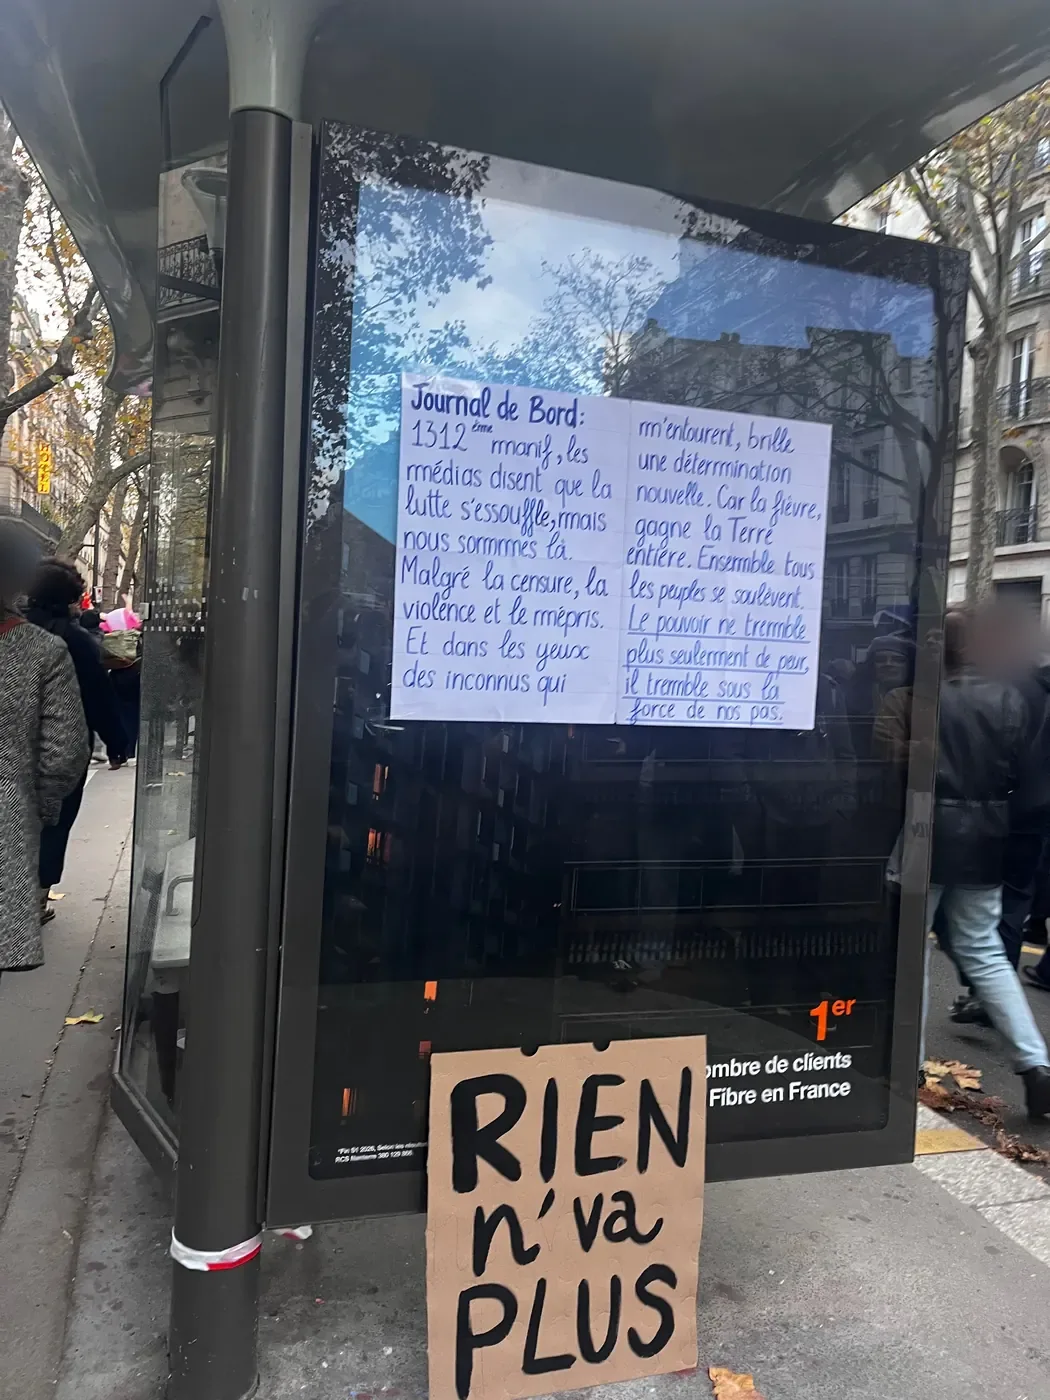 Journal de Bord:
1312ème manif, les
médias disent que la
lutte s'essouffle, mais
nous sommes là.
Malgré la censure, la
violence et le mépris.
Et dans les yeux
des inconnus qui
m'entourent, brille
une détermination
nouvelle. Car la fièvre,
gagne la Terre
entière. Ensemble tous
les peuples se soulèvent.
Le pouvoir ne tremble
plus seulement de peur,
il tremble sous la
force de nos pas.
1er
ombre de clients
Fibre en France
RIEN
n'va
PLUS